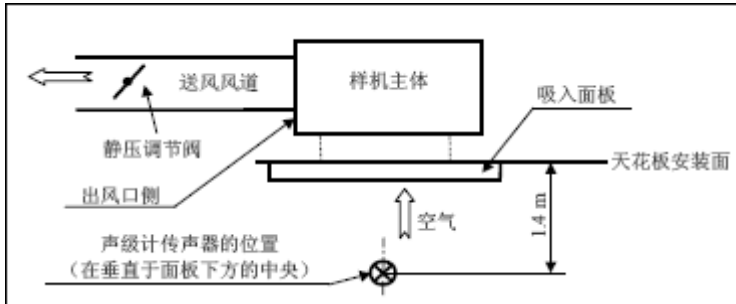 送风风道
样机主体
吸入面板
静压调节阀
天花板安装面
出风口侧
空气
1.4 m
声级计传声器的位置
（在垂直于面板下方的中央）